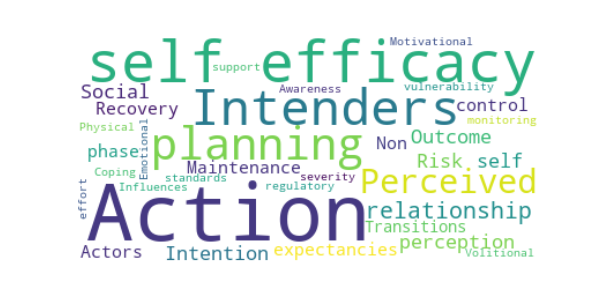 Motivational
self efficacy
support
Awareness
vulnerability
Social
Intenders
control
Recovery
monitoring
Physical
Emotional
planning
Non
Outcome
phase
Maintenance
Risk
self
Coping
standards
severity
Perceived
Influences
regulatory
effort
Action
relationship
Transitions
perception
Actors
Intention
expectancies
Volitional